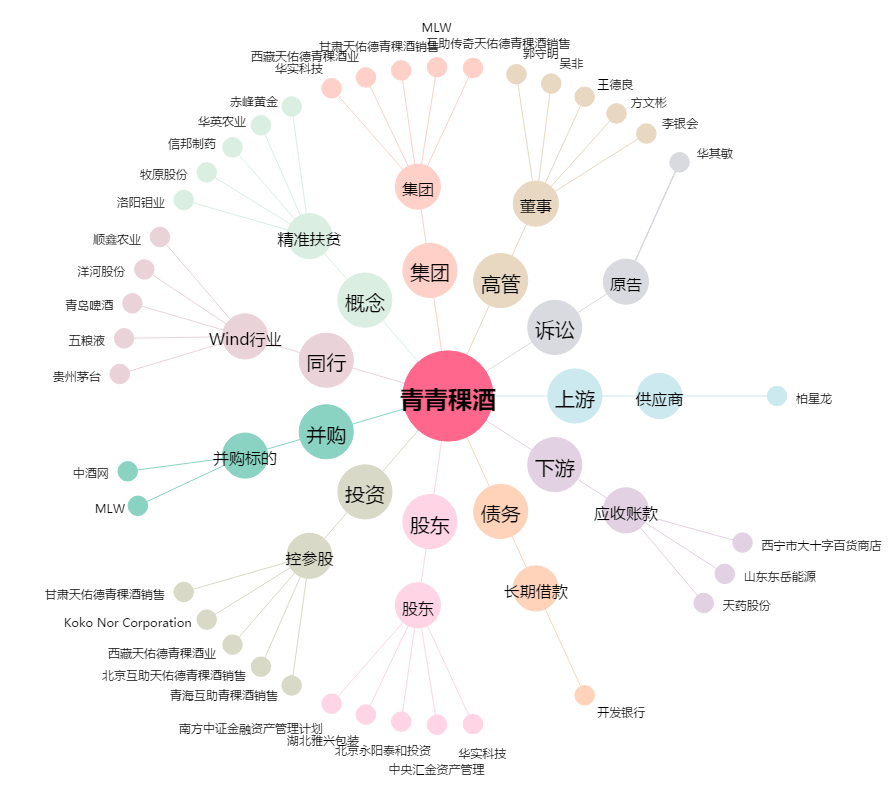 MLW
甘肃天佑德青稞酒销售
互助传奇天佑德青稞酒销售
西藏天佑德青稞酒业
华实科技
郭守明
吴非
王德良
方文彬
李银会
华其敏
赤峰黄金
华英农业
信邦制药
牧原股份
洛阳钼业
集团
董事
精准扶贫
顺鑫农业
洋河股份
青岛啤酒
五粮液
贵州茅台
集团
高管
原告
概念
诉讼
Wind行业
同行
青青稞酒
上游
供应商
柏星龙
并购
并购标的
中酒网
MLW
投资
下游
应收账款
西宁市大十字百货商店
山东东岳能源
天药股份
股东
债务
控参股
长期借款
股东
甘肃天佑德青稞酒销售
Koko Nor Corporation
西藏天佑德青稞酒业
北京互助天佑德青稞酒销售
青海互助青稞酒销售
南方中证金融资产管理计划
湖北雅兴包装
北京永阳泰和投资
中央汇金资产管理
华实科技
开发银行